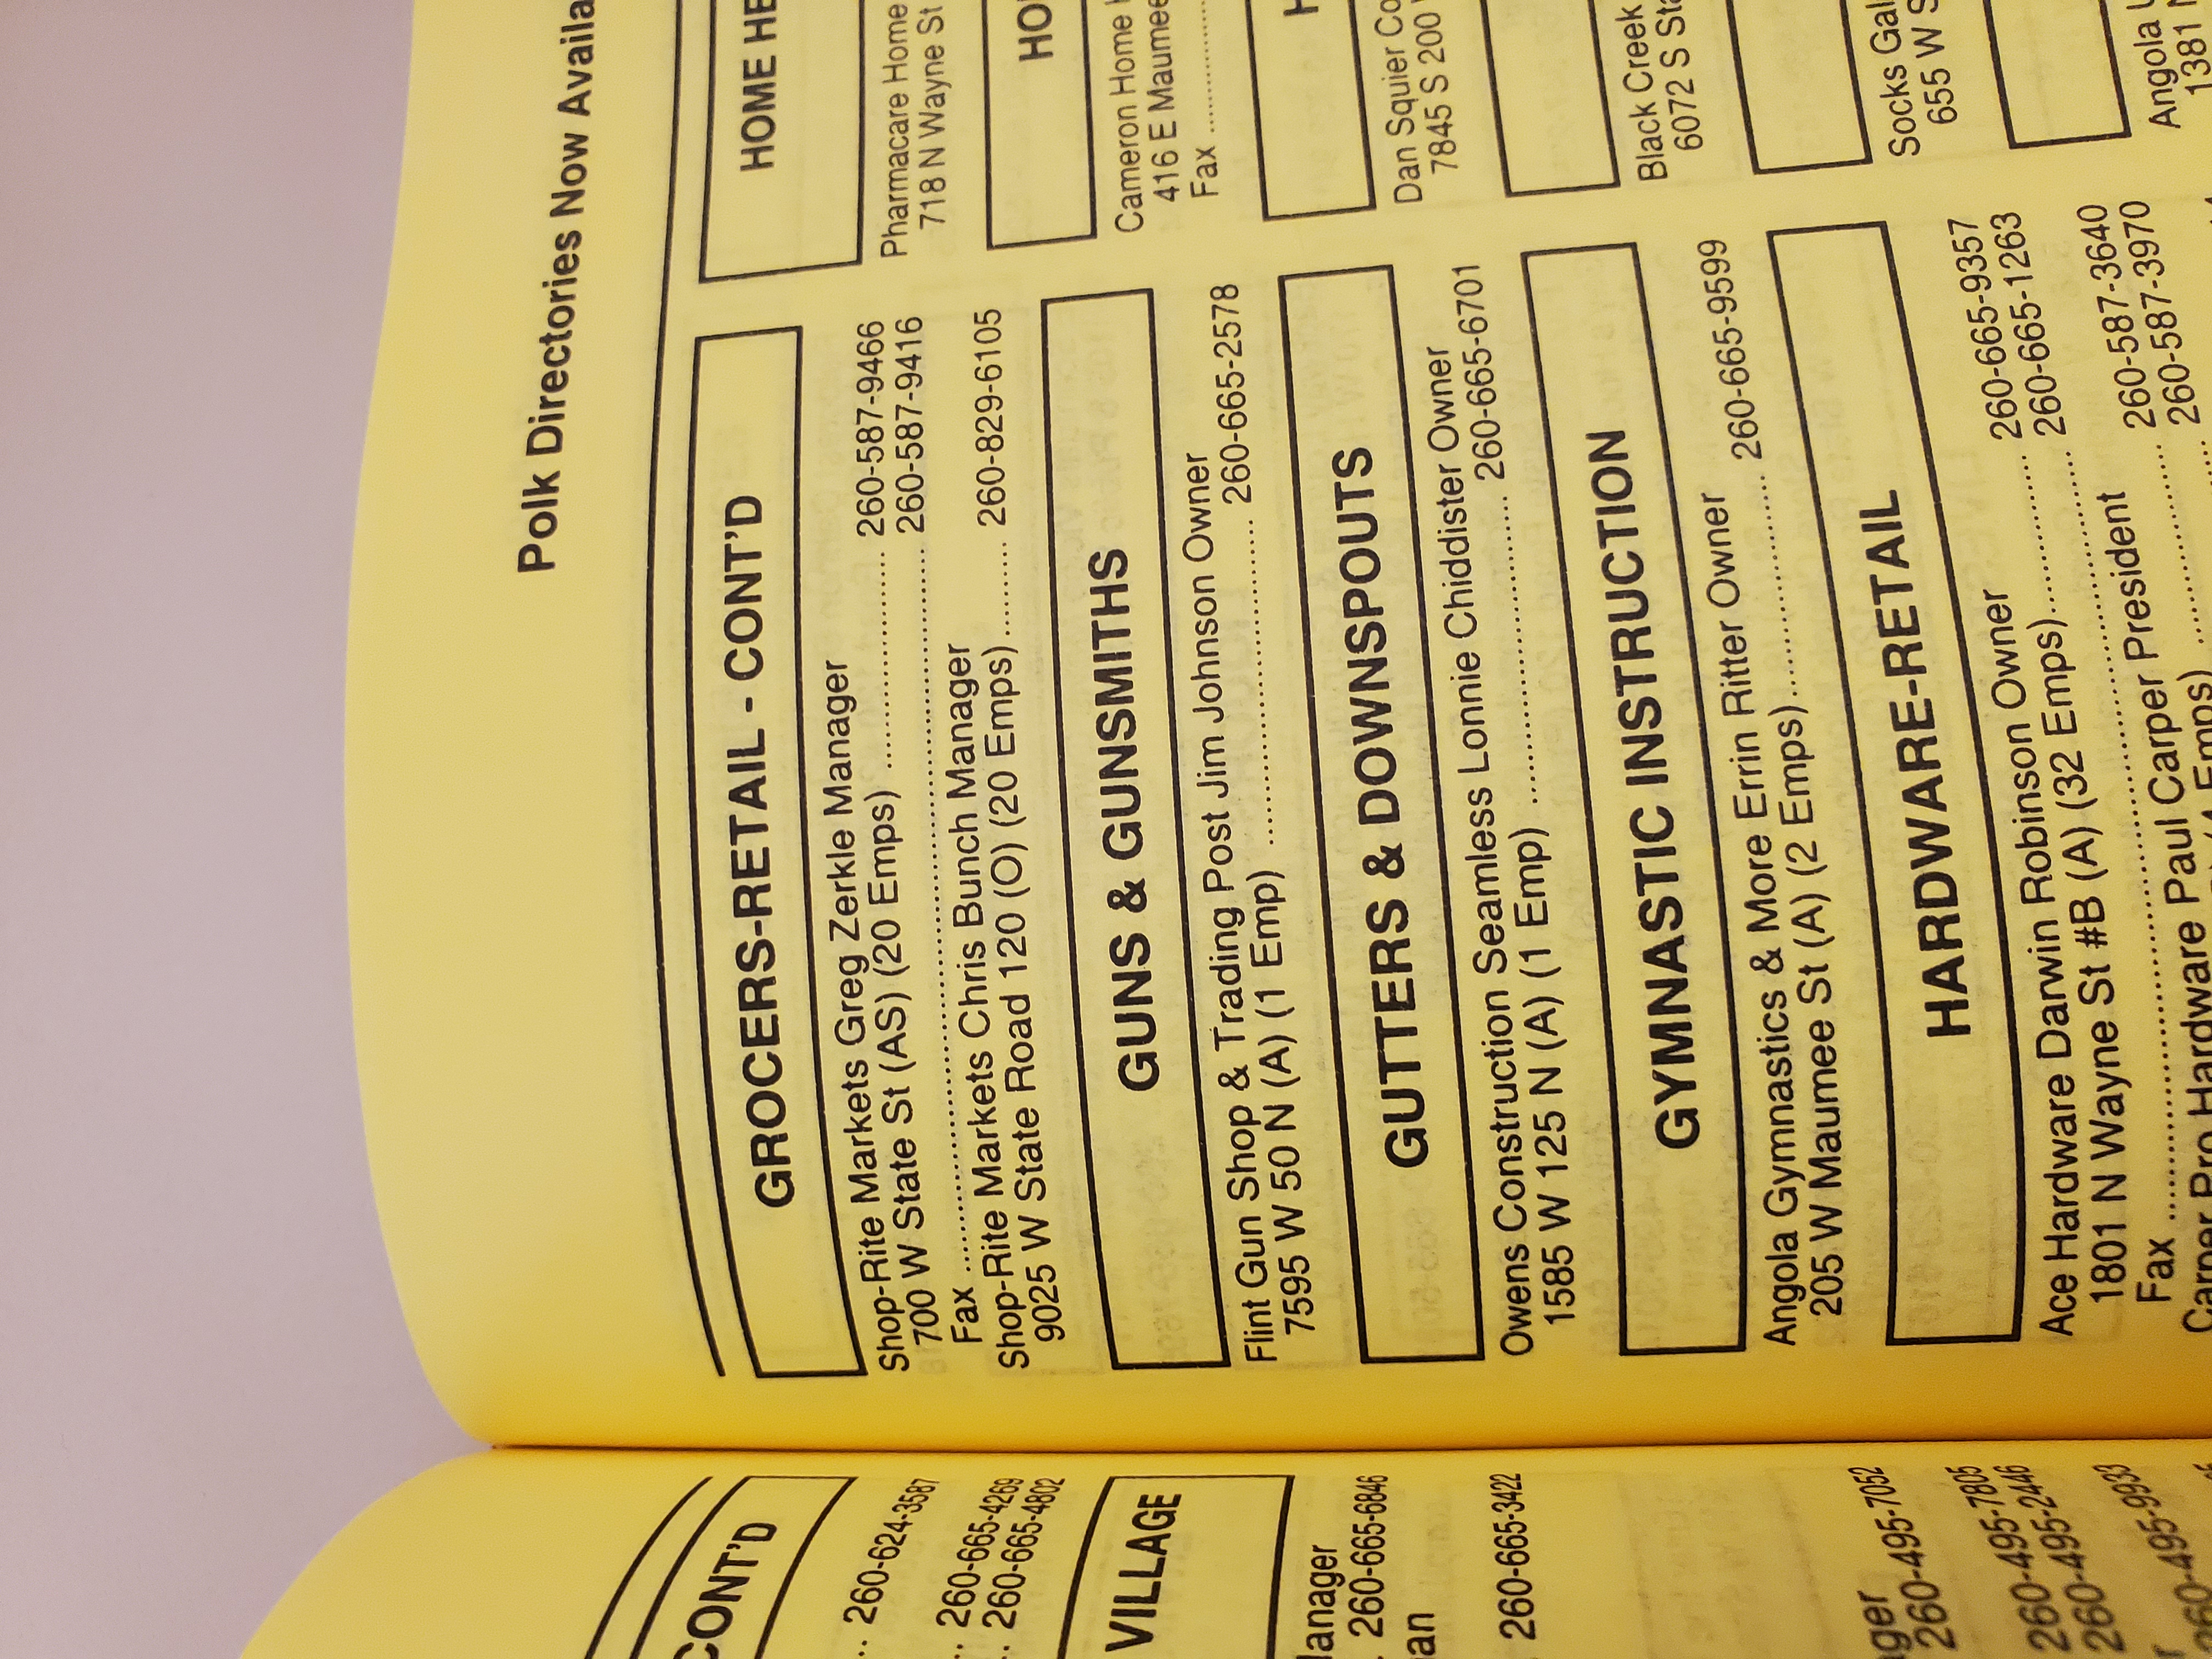 CONT'D
260-624-3587
260-665-4269
260-665-4802
VILLAGE
260-665-6846
260-665-3422
260-495-7052
260-495-7805
260-495-2446
260-495-9933
Polk Directories Now
GROCERS-RETAIL - CONT'D
Shop-Rite Markets Greg Zerkle Manager
700 W State St (AS) (20 Emps) .......... 260-587-9466
Fax .......... 260-587-9416
Shop-Rite Markets Chris Bunch Manager
9025 W State Road 120 (O) (20 Emps) .......... 260-829-6105
GUNS & GUNSMITHS
Flint Gun Shop & Trading Post Jim Johnson Owner
7595 W 50 N (A) (1 Emp) .......... 260-665-2578
GUTTERS & DOWNSPOUTS
Owens Construction Seamless Lonnie Chiddister Owner
1585 W 125 N (A) (1 Emp) .......... 260-665-6701
GYMNASTIC INSTRUCTION
Angola Gymnastics & More Errin Ritter Owner
205 W Maumee St (A) (2 Emps) .......... 260-665-9599
HARDWARE-RETAIL
Ace Hardware Darwin Robinson Owner
1801 N Wayne St #B (A) (32 Emps) .......... 260-665-9357
Fax .......... 260-665-1263
Carper Pro Hardware Paul Carper President
260-587-3640
260-587-3970
HOME
Pharmacare Home
718 N Wayne St
Cameron Home
416 E Maumee
Fax ..........
Dan Squier
7845 S 200
Black Creek
6072 S
Socks
655 W
Angola
1381